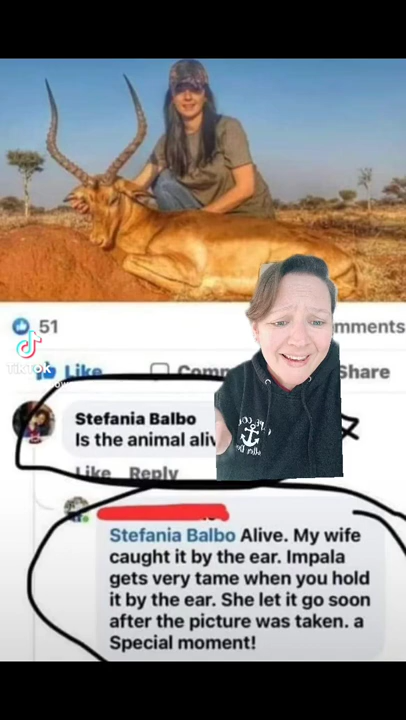 51
mments
TikTok
Like
Comm
Share
Stefania Balbo
Is the animal aliv
Like Reply
Stefania Balbo Alive. My wife
caught it by the ear. Impala
gets very tame when you hold
it by the ear. She let it go soon
after the picture was taken. a
Special moment!